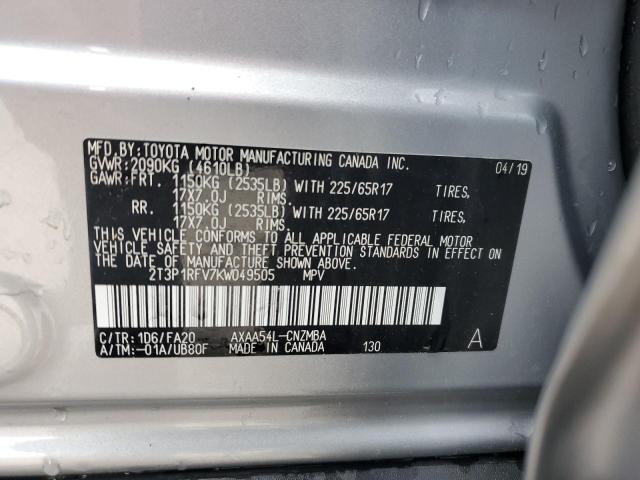 MFD.BY:TOYOTA MOTOR MANUFACTURING CANADA INC. 04/19
GVWR:2090KG (4610LB)
GAWR:FRT. 1150KG (2535LB) WITH 225/65R17 TIRES,
17X7.0J RIMS.
RR. 1150KG (2535LB) WITH 225/65R17 TIRES,
17X7.0J RIMS.
THIS VEHICLE CONFORMS TO ALL APPLICABLE FEDERAL MOTOR
VEHICLE SAFETY AND THEFT PREVENTION STANDARDS IN EFFECT ON
THE DATE OF MANUFACTURE SHOWN ABOVE.
2T3P1RFV7KW049505 MPV
C/TR: 1D6/FA20 AXAA54L-CNZMBA
A/TM:-01A/UB80F MADE IN CANADA 130 A